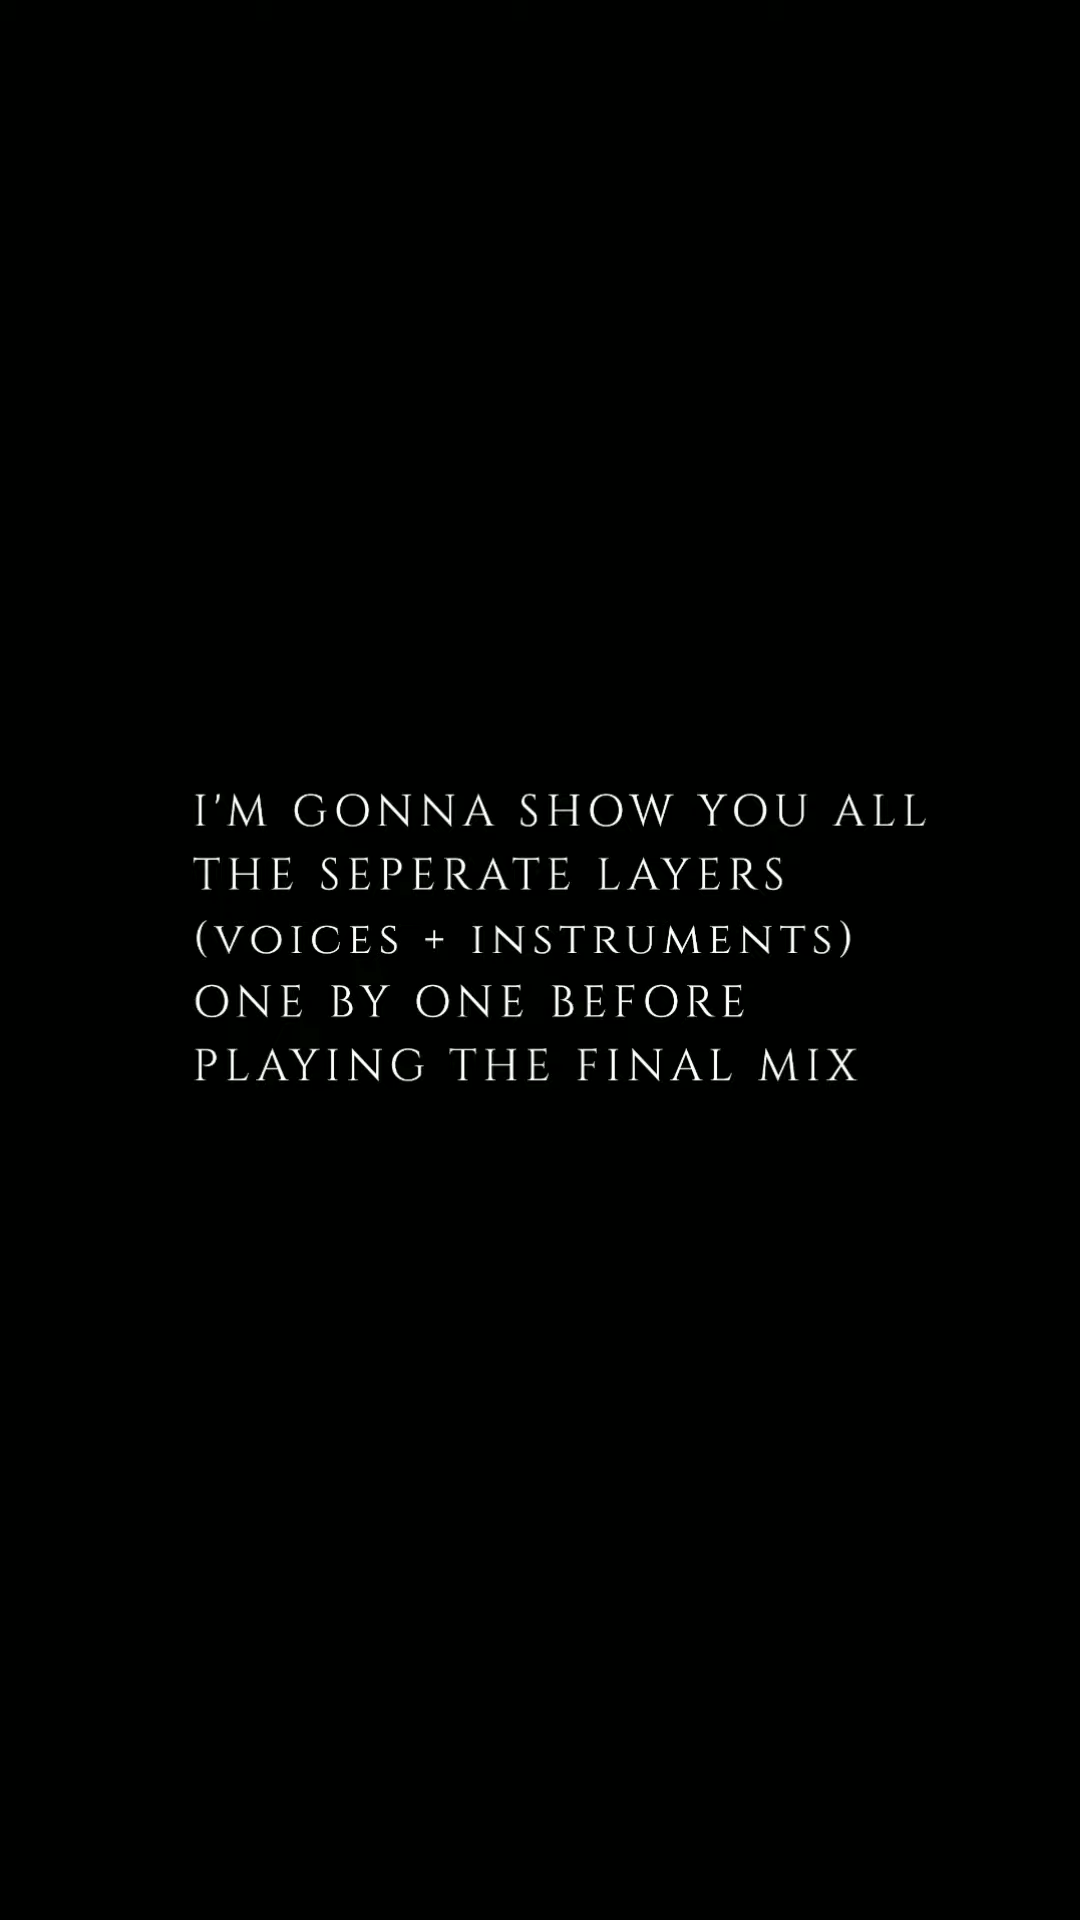 I'M GONNA SHOW YOU ALL
THE SEPERATE LAYERS
(VOICES + INSTRUMENTS)
ONE BY ONE BEFORE
PLAYING THE FINAL MIX